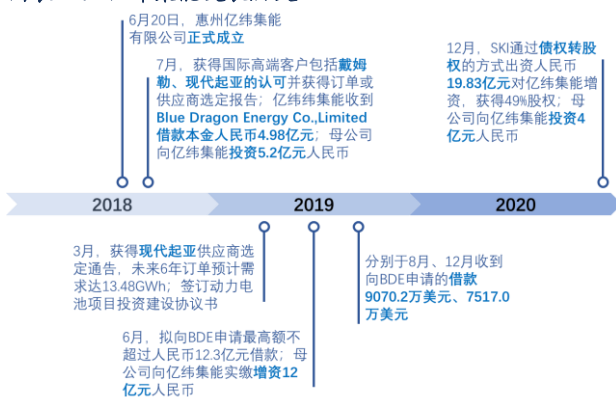 6月20日，惠州亿纬集能
有限公司正式成立
7月，获得国际高端客户包括戴姆
勒、现代起亚的认可并获得订单或
供应商选定报告；亿纬纬集能收到
Blue Dragon Energy Co.,Limited
借款本金人民币4.98亿元；母公司
向亿纬集能投资5.2亿元人民币
12月，SKI通过债权转股
权的方式出资人民币
19.83亿元对亿纬集能增
资，获得49%股权；母
公司向亿纬集能投资4
亿元人民币
2018
2019
2020
3月，获得现代起亚供应商选
定通告，未来6年订单预计需
求达13.48GWh；签订动力电
池项目投资建设协议书
分别于8月、12月收到
向BDE申请的借款
9070.2万美元、7517.0
万美元
6月，拟向BDE申请最高额不
超过人民币12.3亿元借款；母
公司向亿纬集能实缴增资12
亿元人民币